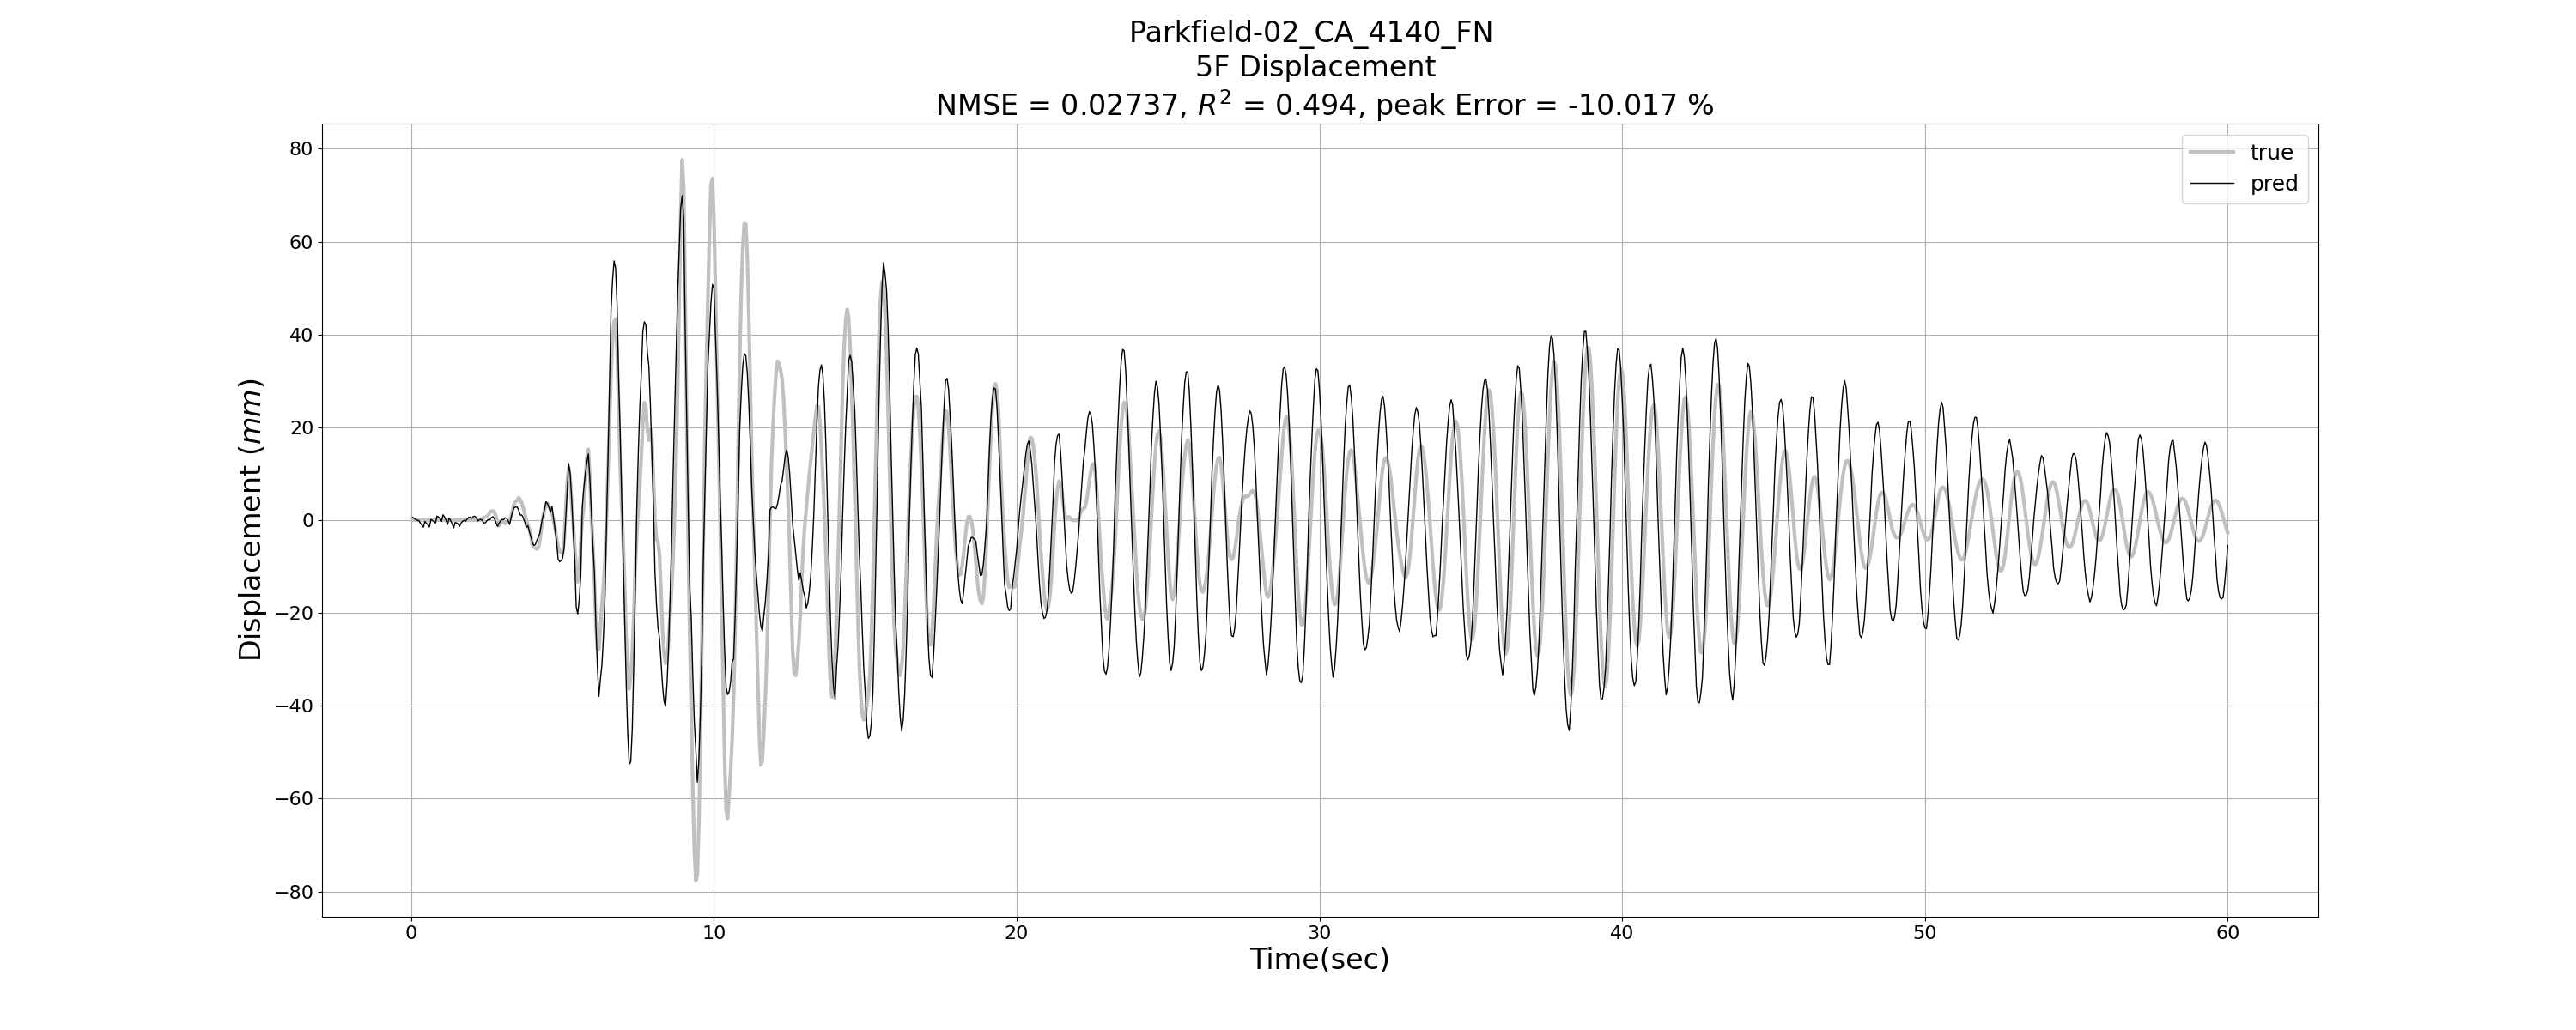 Parkfield-02_CA_4140_FN
5F Displacement
NMSE = 0.02737, R² = 0.494, peak Error = -10.017 %
true
pred
80
60
40
20
0
−20
−40
−60
−80
Displacement (mm)
0 10 20 30 40 50 60
Time(sec)